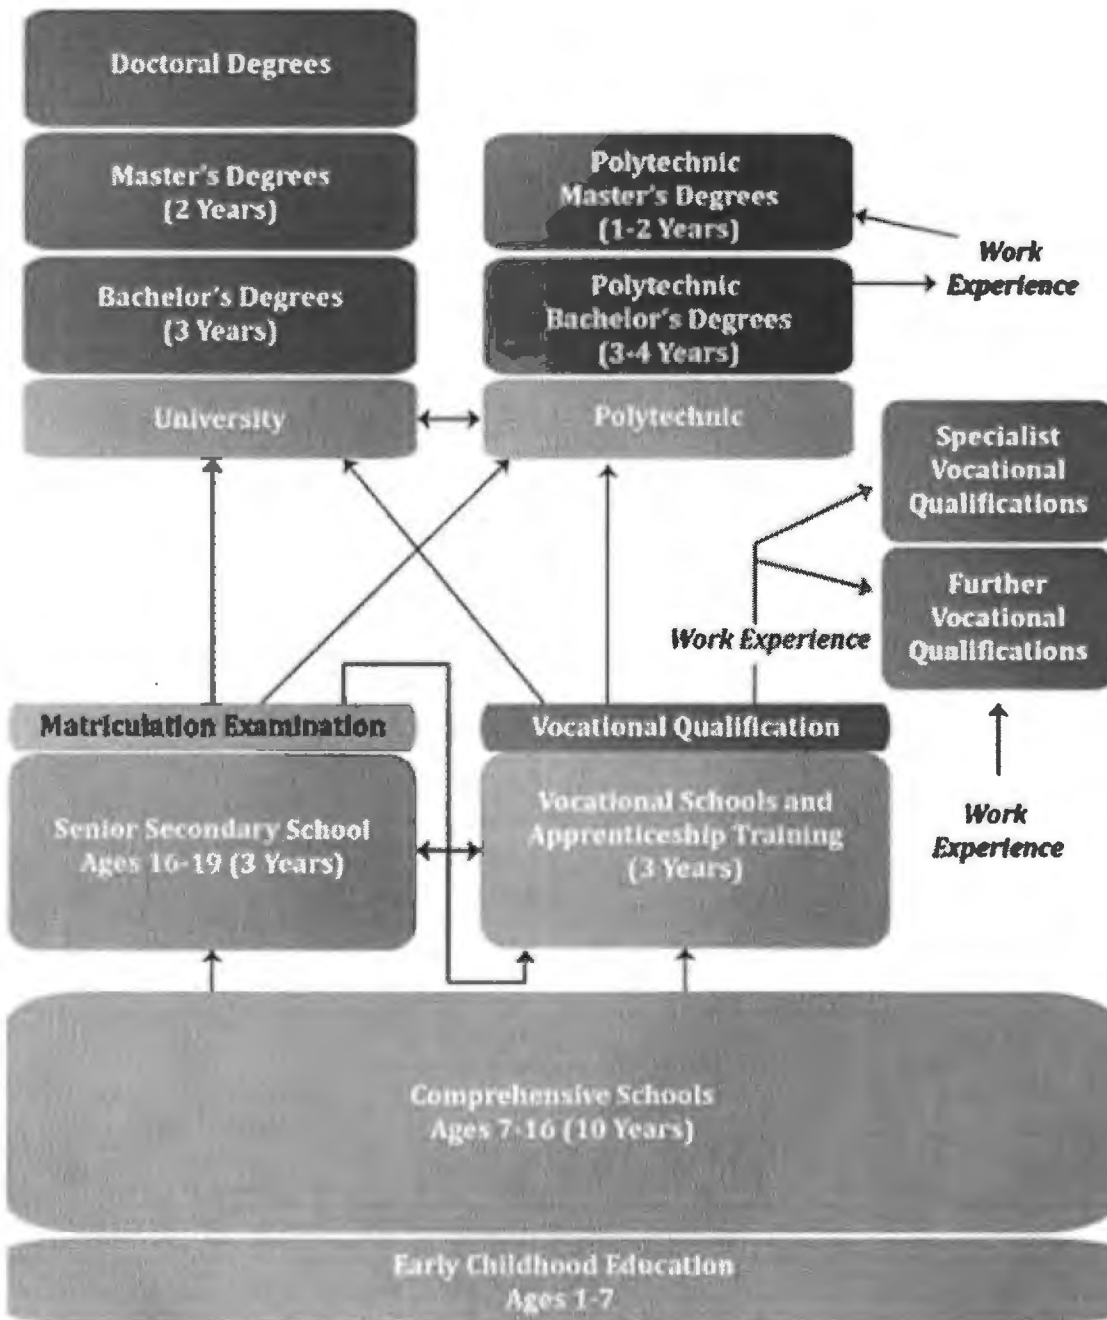 Doctoral Degrees
Master's Degrees
(2 Years)
Bachelor's Degrees
(3 Years)
University
Polytechnic
Master's Degrees
(1-2 Years)
Polytechnic
Bachelor's Degrees
(3-4 Years)
Polytechnic
Work
Experience
Specialist
Vocational
Qualifications
Further
Vocational
Qualifications
Work Experience
Matriculation Examination
Vocational Qualification
Senior Secondary School
Ages 16-19 (3 Years)
Vocational Schools and
Apprenticeship Training
(3 Years)
Work
Experience
Comprehensive Schools
Ages 7-16 (10 Years)
Early Childhood Education
Ages 1-7